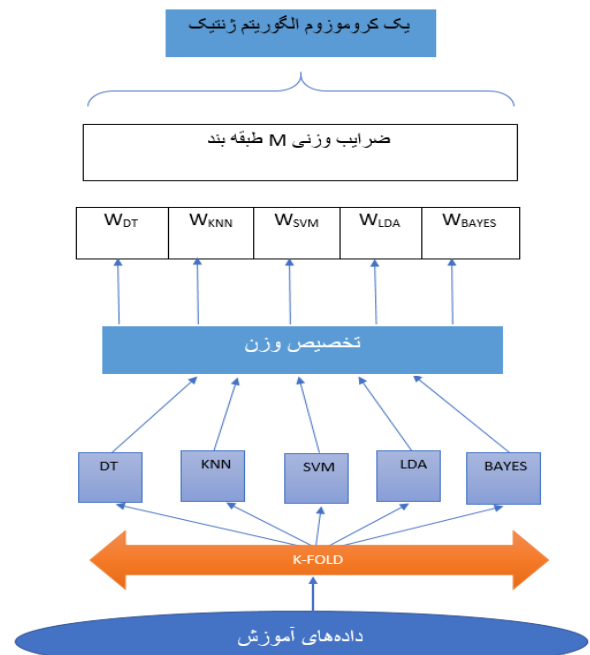 یک کروموزوم الگوریتم ژنتیک
ضرایب وزنی M طبقه بند
WDT WKNN WSVM WLDA WBAYES
تخصیص وزن
DT KNN SVM LDA BAYES
K-FOLD
داده‌های آموزش